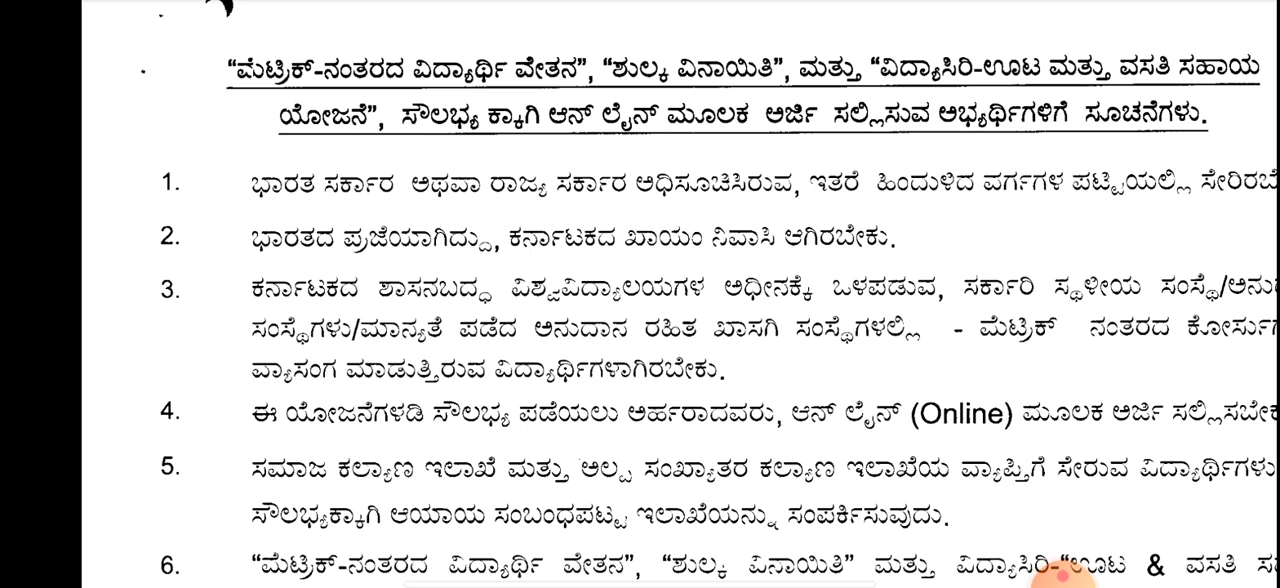 “ಮೆಟ್ರಿಕ್-ನಂತರದ ವಿದ್ಯಾರ್ಥಿ ವೇತನ”, “ಶುಲ್ಕ ವಿನಾಯಿತಿ”, ಮತ್ತು “ವಿದ್ಯಾಸಿರಿ-ಊಟ ಮತ್ತು ವಸತಿ ಸಹಾಯ
ಯೋಜನೆ”, ಸೌಲಭ್ಯ ಕ್ಕಾಗಿ ಆನ್ ಲೈನ್ ಮೂಲಕ ಅರ್ಜಿ ಸಲ್ಲಿಸುವ ಅಭ್ಯರ್ಥಿಗಳಿಗೆ ಸೂಚನೆಗಳು.
1. ಭಾರತ ಸರ್ಕಾರ ಅಥವಾ ರಾಜ್ಯ ಸರ್ಕಾರ ಅಧಿಸೂಚಿಸಿರುವ, ಇತರೆ ಹಿಂದುಳಿದ ವರ್ಗಗಳ ಪಟ್ಟಿಯಲ್ಲಿ ಸೇರಿರಬೆ
2. ಭಾರತದ ಪ್ರಜೆಯಾಗಿದ್ದು, ಕರ್ನಾಟಕದ ಖಾಯಂ ನಿವಾಸಿ ಆಗಿರಬೇಕು.
3. ಕರ್ನಾಟಕದ ಶಾಸನಬದ್ಧ ವಿಶ್ವವಿದ್ಯಾಲಯಗಳ ಅಧೀನಕ್ಕೆ ಒಳಪಡುವ, ಸರ್ಕಾರಿ ಸ್ಥಳೀಯ ಸಂಸ್ಥೆ/ಅನು
ಸಂಸ್ಥೆಗಳು/ಮಾನ್ಯತೆ ಪಡೆದ ಅನುದಾನ ರಹಿತ ಖಾಸಗಿ ಸಂಸ್ಥೆಗಳಲ್ಲಿ - ಮೆಟ್ರಿಕ್ ನಂತರದ ಕೋರ್ಸುಗ
ವ್ಯಾಸಂಗ ಮಾಡುತ್ತಿರುವ ವಿದ್ಯಾರ್ಥಿಗಳಾಗಿರಬೇಕು.
4. ಈ ಯೋಜನೆಗಳಡಿ ಸೌಲಭ್ಯ ಪಡೆಯಲು ಅರ್ಹರಾದವರು, ಆನ್ ಲೈನ್ (Online) ಮೂಲಕ ಅರ್ಜಿ ಸಲ್ಲಿಸಬೇಕ
5. ಸಮಾಜ ಕಲ್ಯಾಣ ಇಲಾಖೆ ಮತ್ತು ಅಲ್ಪ ಸಂಖ್ಯಾತರ ಕಲ್ಯಾಣ ಇಲಾಖೆಯ ವ್ಯಾಪ್ತಿಗೆ ಸೇರುವ ವಿದ್ಯಾರ್ಥಿಗಳು
ಸೌಲಭ್ಯಕ್ಕಾಗಿ ಆಯಾಯ ಸಂಬಂಧಪಟ್ಟ ಇಲಾಖೆಯನ್ನು ಸಂಪರ್ಕಿಸುವುದು.
6. “ಮೆಟ್ರಿಕ್-ನಂತರದ ವಿದ್ಯಾರ್ಥಿ ವೇತನ”, “ಶುಲ್ಕ ವಿನಾಯಿತಿ” ಮತ್ತು ವಿದ್ಯಾಸಿರಿ-“ಊಟ & ವಸತಿ